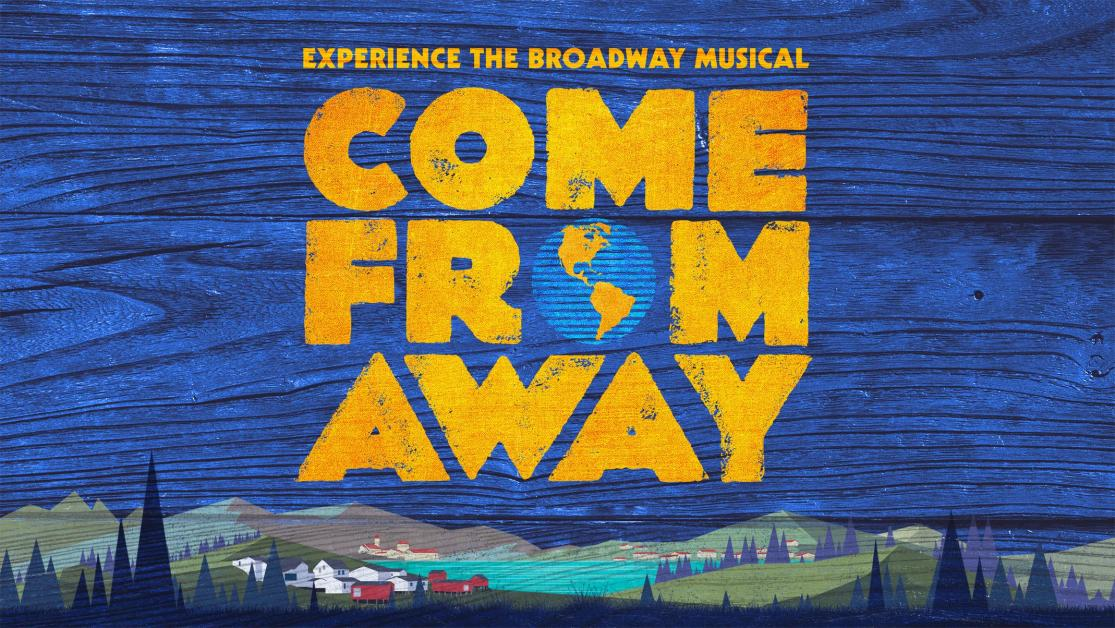 EXPERIENCE THE BROADWAY MUSICAL
COME
FROM
AWAY